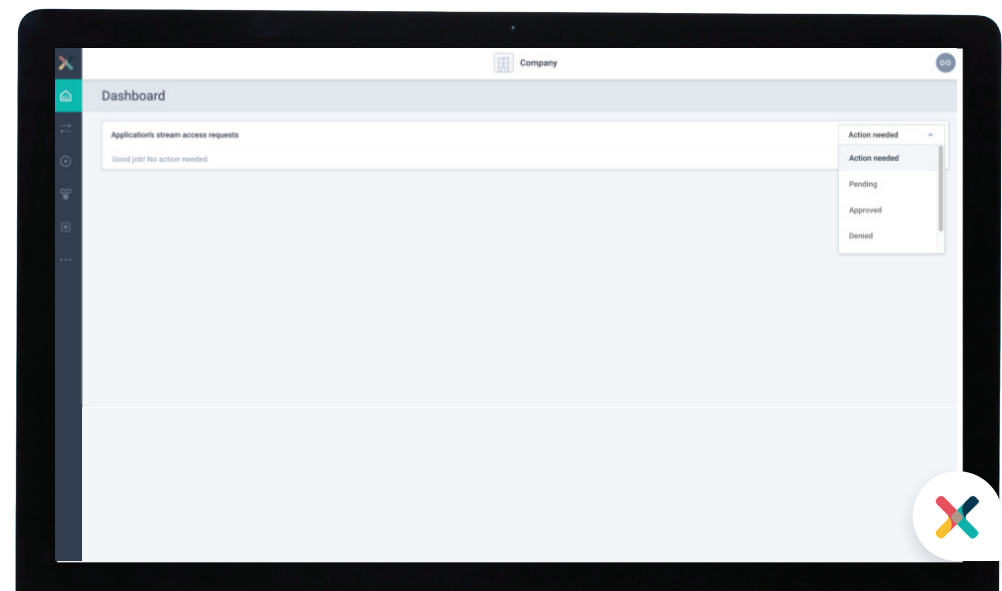 Company
DO
Dashboard
Application's stream access requests
Action needed
Good job! No action needed.
Action needed
Pending
Approved
Denied